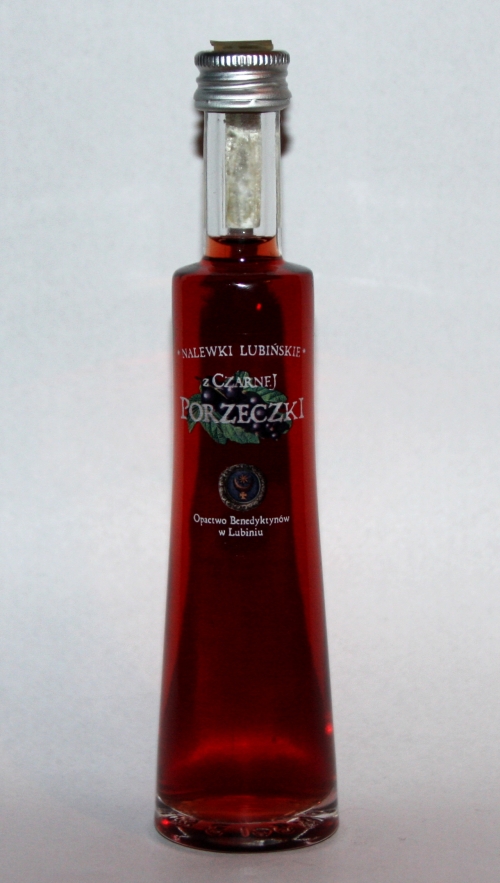 * NALEWKI LUBIŃSKIE *
z CZARNEJ
PORZECZKI
Opactwo Benedyktynów
w Lubiniu